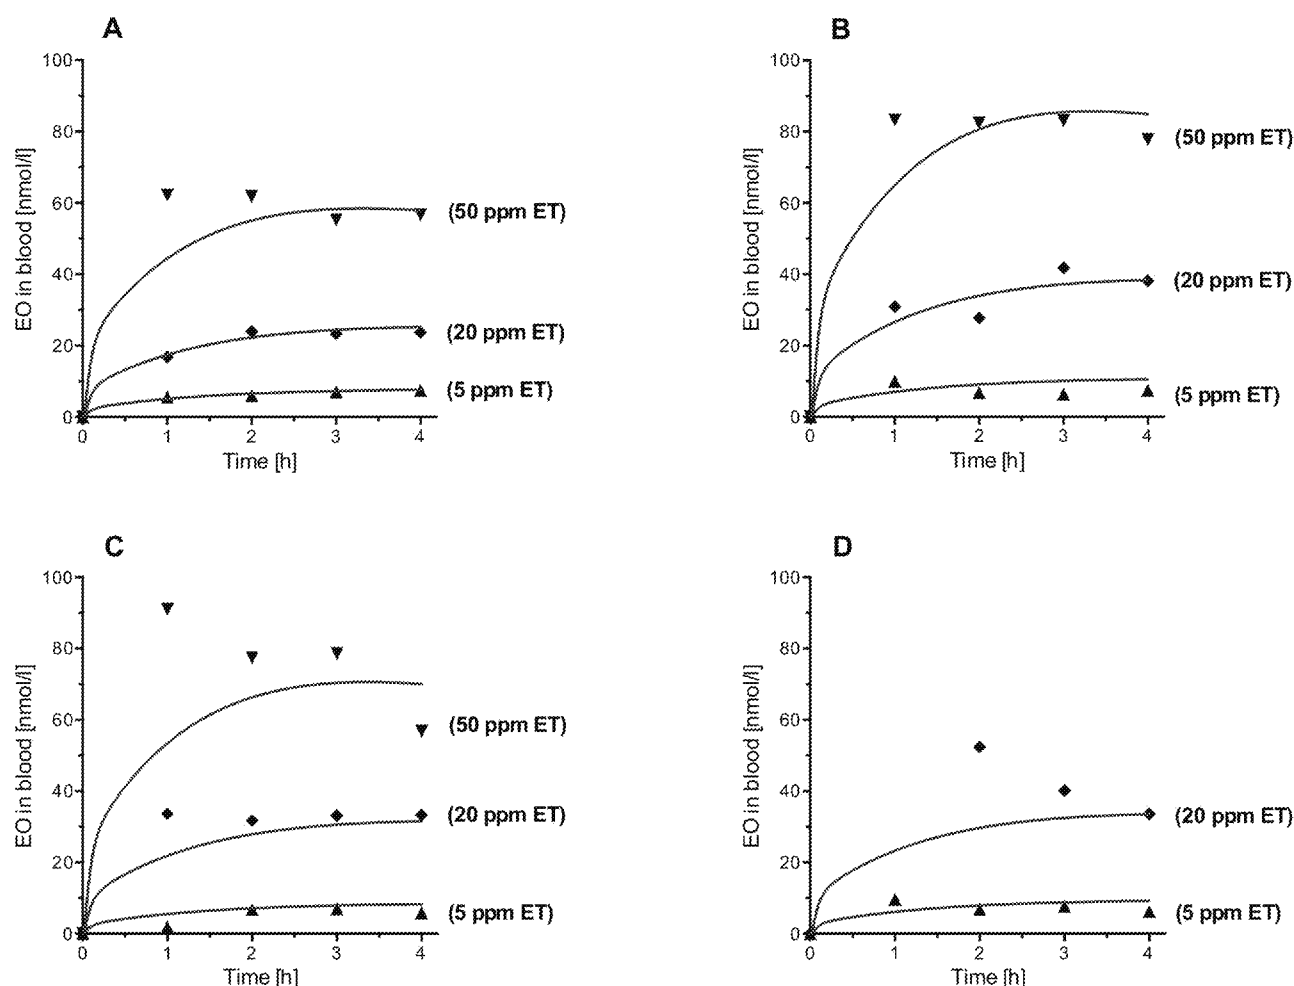 A
100
80
60
40
20
0
EO in blood [nmol/l]
0 1 2 3 4
Time [h]
(50 ppm ET)
(20 ppm ET)
(5 ppm ET)
B
100
80
60
40
20
0
EO in blood [nmol/l]
0 1 2 3 4
Time [h]
(50 ppm ET)
(20 ppm ET)
(5 ppm ET)
C
100
80
60
40
20
0
EO in blood [nmol/l]
0 1 2 3 4
Time [h]
(50 ppm ET)
(20 ppm ET)
(5 ppm ET)
D
100
80
60
40
20
0
EO in blood [nmol/l]
0 1 2 3 4
Time [h]
(20 ppm ET)
(5 ppm ET)